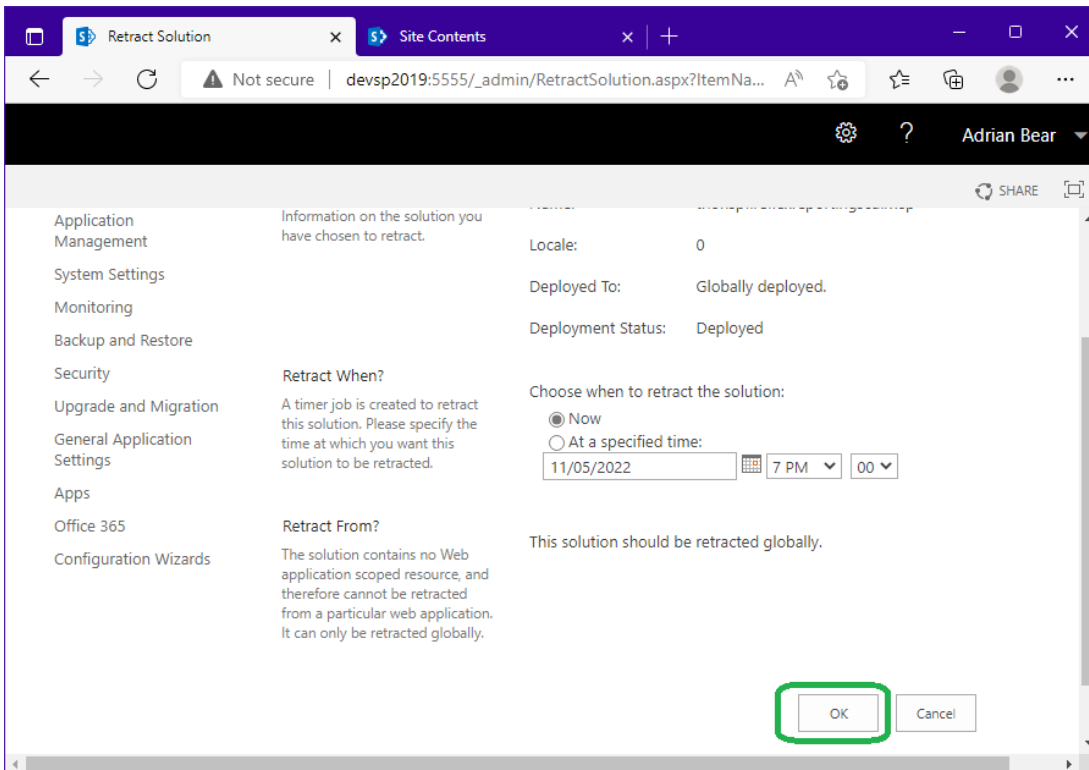 Retract Solution
Site Contents
Not secure
devsp2019:5555/_admin/RetractSolution.aspx?ItemNa...
Adrian Bear
SHARE
Application
Management
System Settings
Monitoring
Backup and Restore
Security
Upgrade and Migration
General Application
Settings
Apps
Office 365
Configuration Wizards
Information on the solution you
have chosen to retract.
Locale: 0
Deployed To: Globally deployed.
Deployment Status: Deployed
Retract When?
A timer job is created to retract
this solution. Please specify the
time at which you want this
solution to be retracted.
Choose when to retract the solution:
Now
At a specified time:
11/05/2022 7 PM 00
Retract From?
The solution contains no Web
application scoped resource, and
therefore cannot be retracted
from a particular web application.
It can only be retracted globally.
This solution should be retracted globally.
OK Cancel